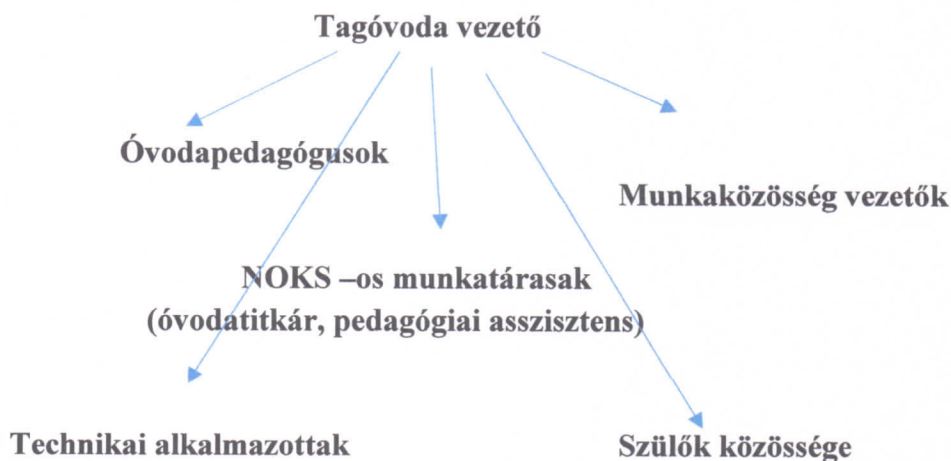 Tagóvoda vezető
Óvodapedagógusok
Munkaközösség vezetők
NOKS –os munkatárasak
(óvodatitkár, pedagógiai asszisztens)
Technikai alkalmazottak
Szülők közössége